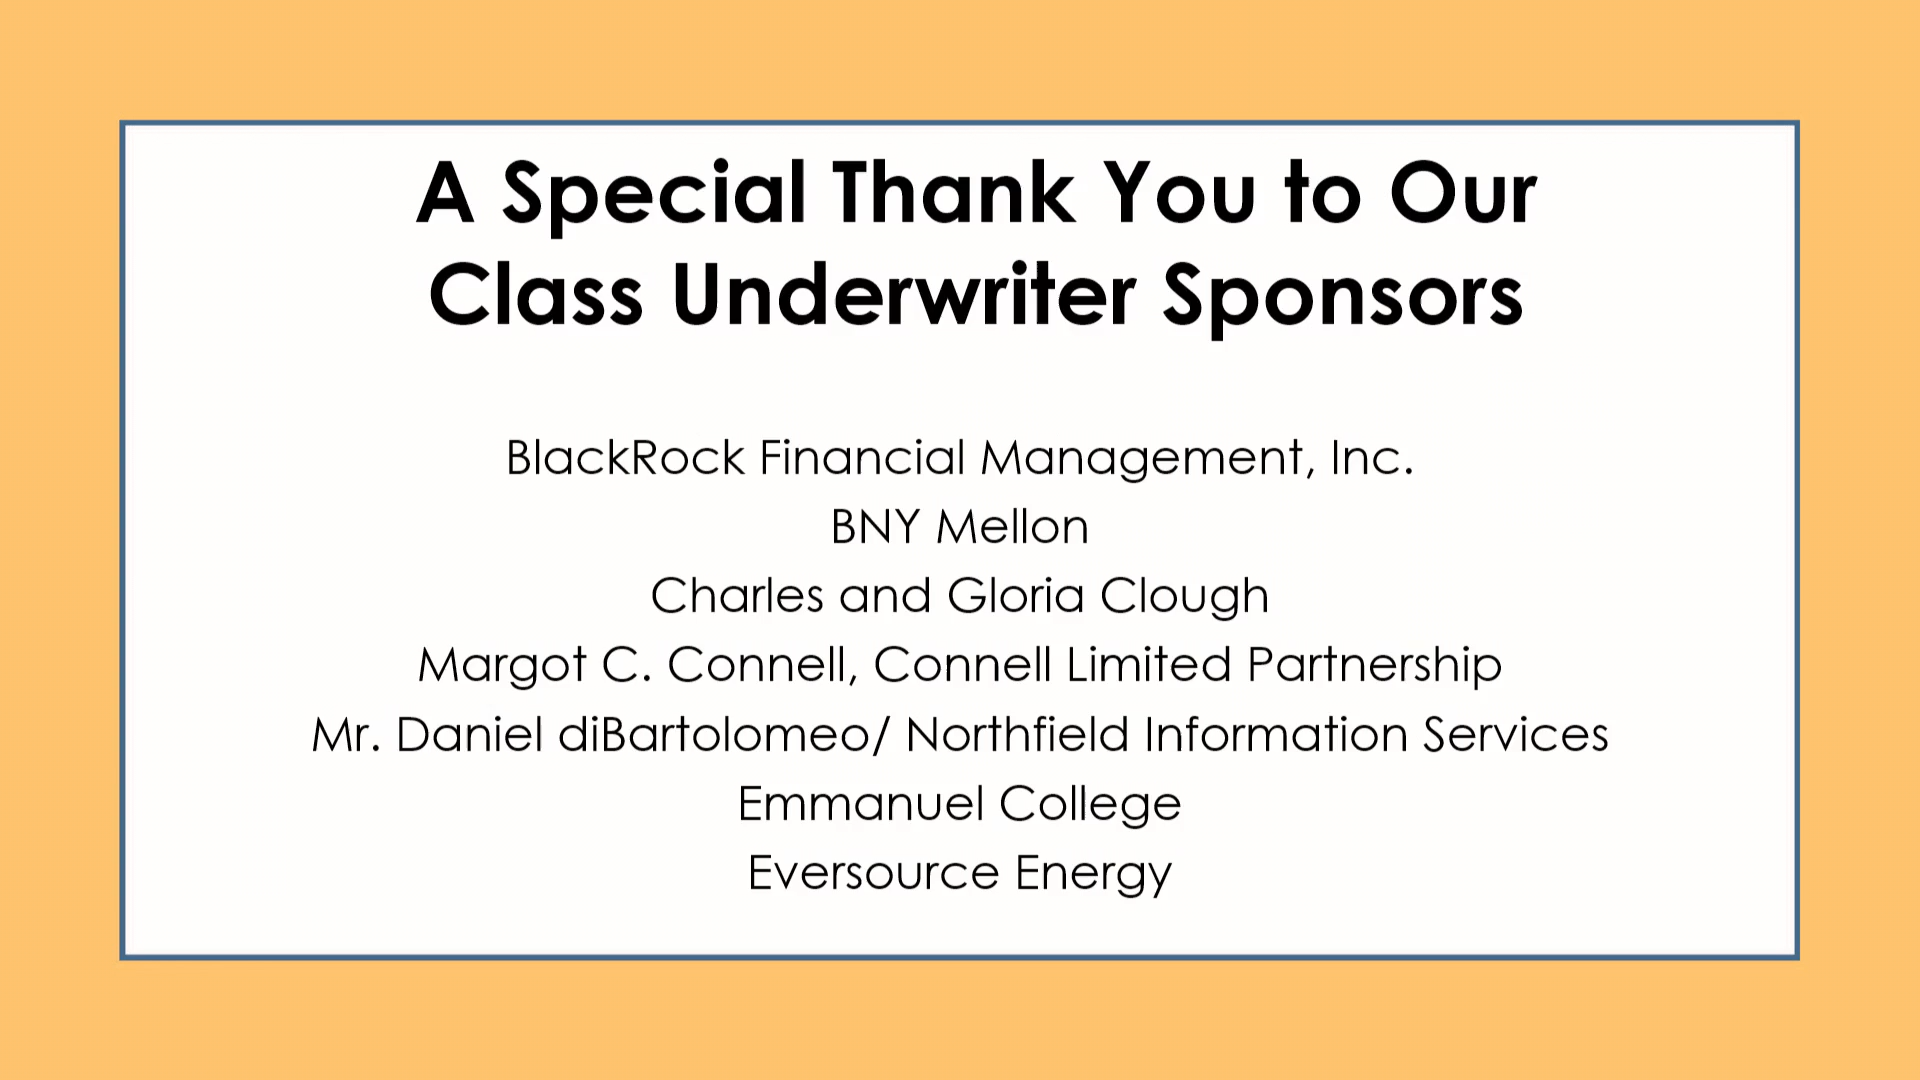 A Special Thank You to Our
Class Underwriter Sponsors
BlackRock Financial Management, Inc.
BNY Mellon
Charles and Gloria Clough
Margot C. Connell, Connell Limited Partnership
Mr. Daniel diBartolomeo/ Northfield Information Services
Emmanuel College
Eversource Energy